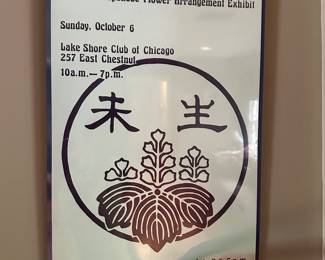 Flower Arrangement Exhibit
Sunday, October 6
Lake Shore Club of Chicago
257 East Chestnut
10a.m.—7p.m.
未 生